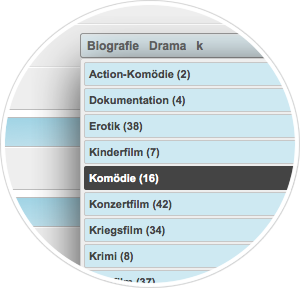 Biografie Drama k
Action-Komödie (2)
Dokumentation (4)
Erotik (38)
Kinderfilm (7)
Komödie (16)
Konzertfilm (42)
Kriegsfilm (34)
Krimi (8)
(37)